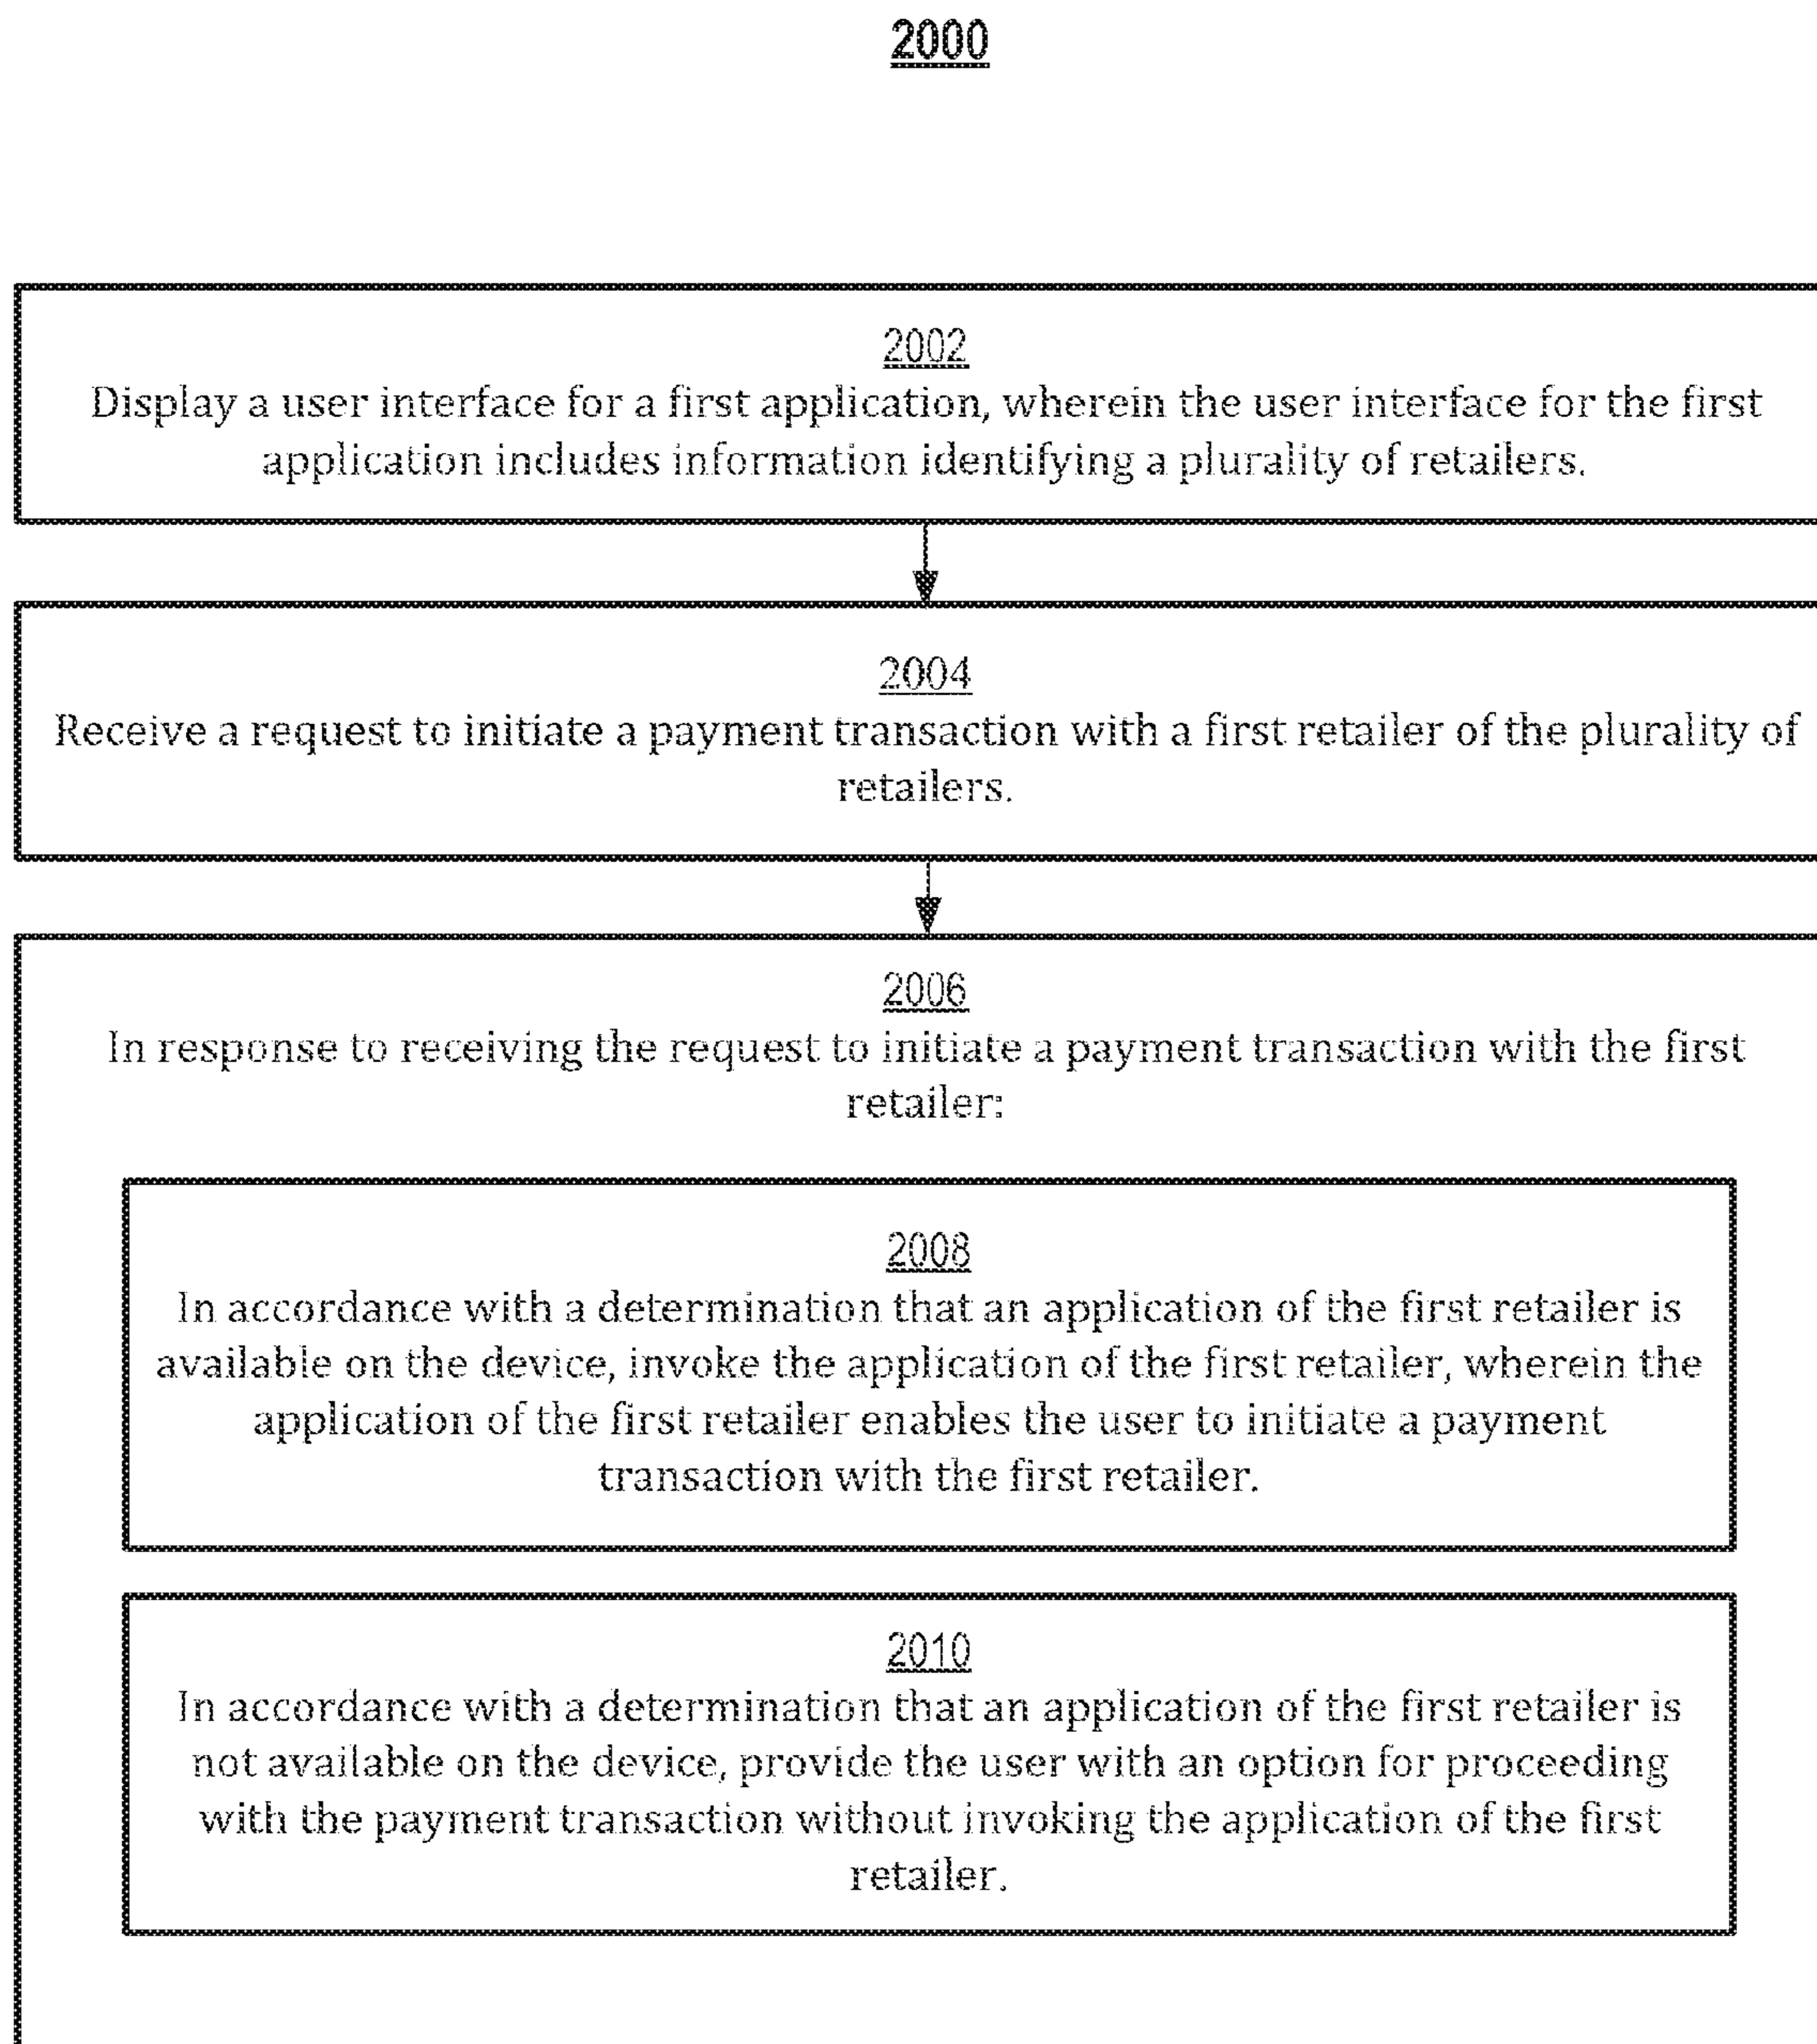 2000
2002
Display a user interface for a first application, wherein the user interface for the first
application includes information identifying a plurality of retailers.
2004
Receive a request to initiate a payment transaction with a first retailer of the plurality of
retailers.
2006
In response to receiving the request to initiate a payment transaction with the first
retailer:
2008
In accordance with a determination that an application of the first retailer is
available on the device, invoke the application of the first retailer, wherein the
application of the first retailer enables the user to initiate a payment
transaction with the first retailer.
2010
In accordance with a determination that an application of the first retailer is
not available on the device, provide the user with an option for proceeding
with the payment transaction without invoking the application of the first
retailer.